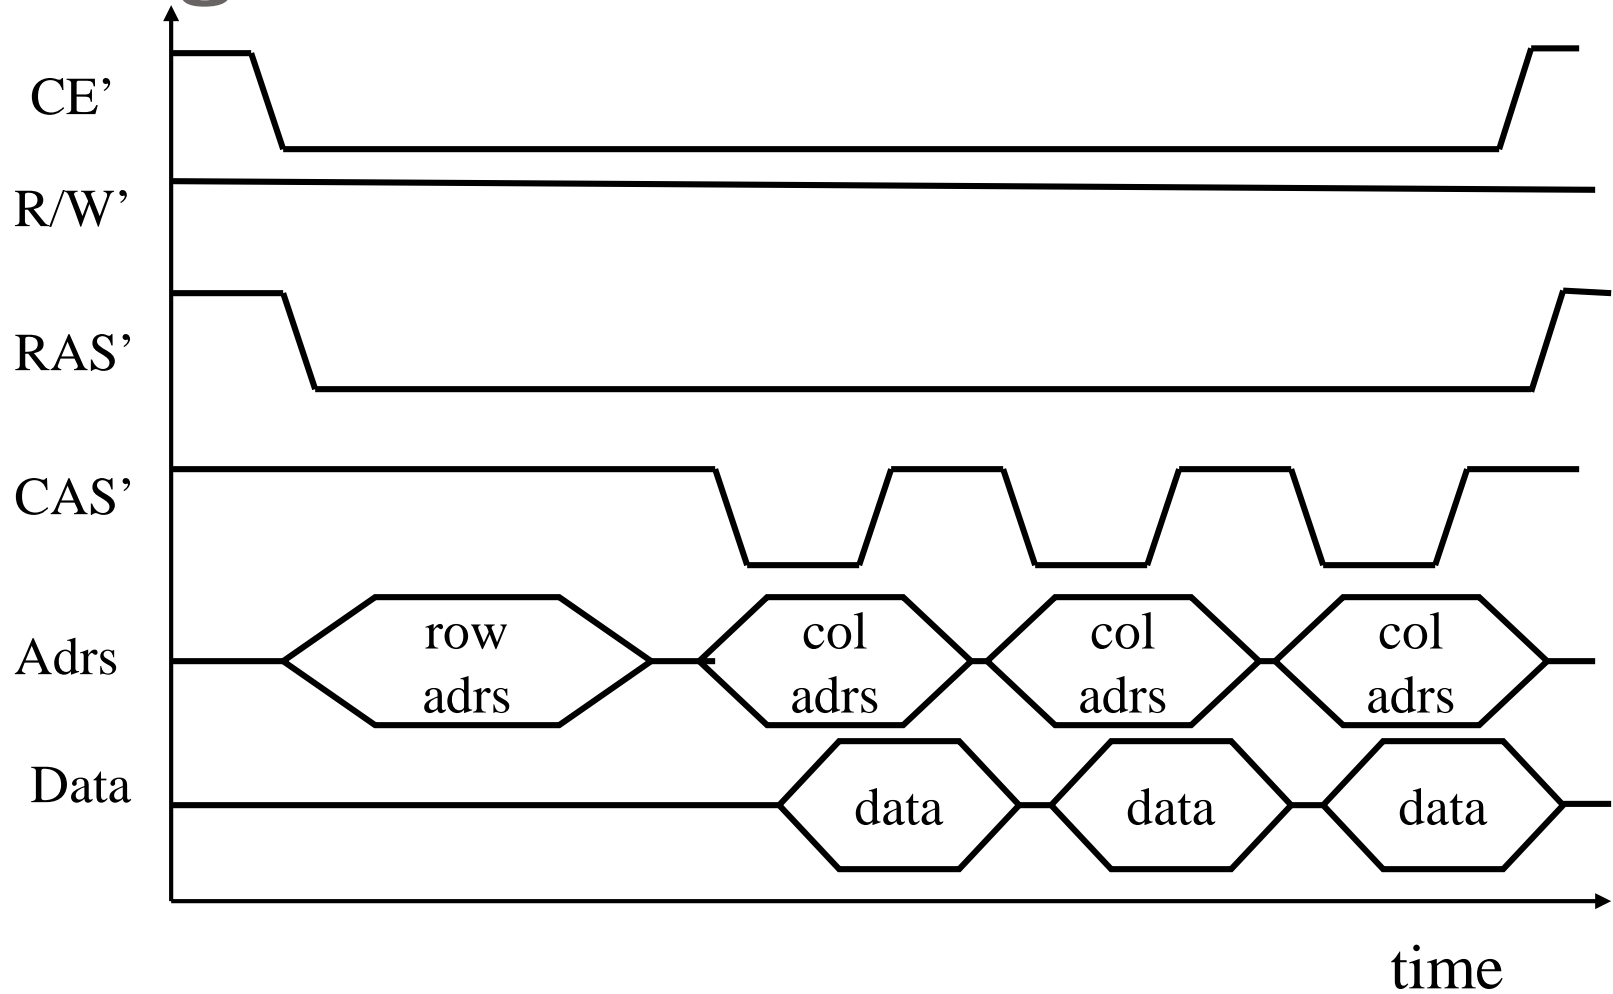 CE’
R/W’
RAS’
CAS’
Adrs
row
adrs
col
adrs
col
adrs
col
adrs
Data
data
data
data
time